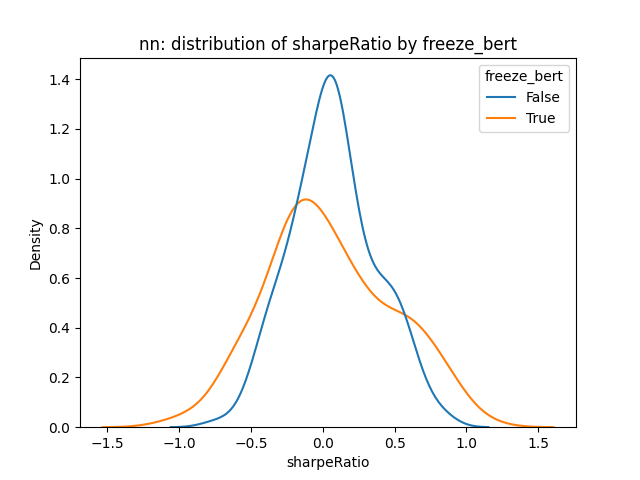 nn: distribution of sharpeRatio by freeze_bert
freeze_bert
False
True
Density
1.4
1.2
1.0
0.8
0.6
0.4
0.2
0.0
−1.5
−1.0
−0.5
0.0
0.5
1.0
1.5
sharpeRatio